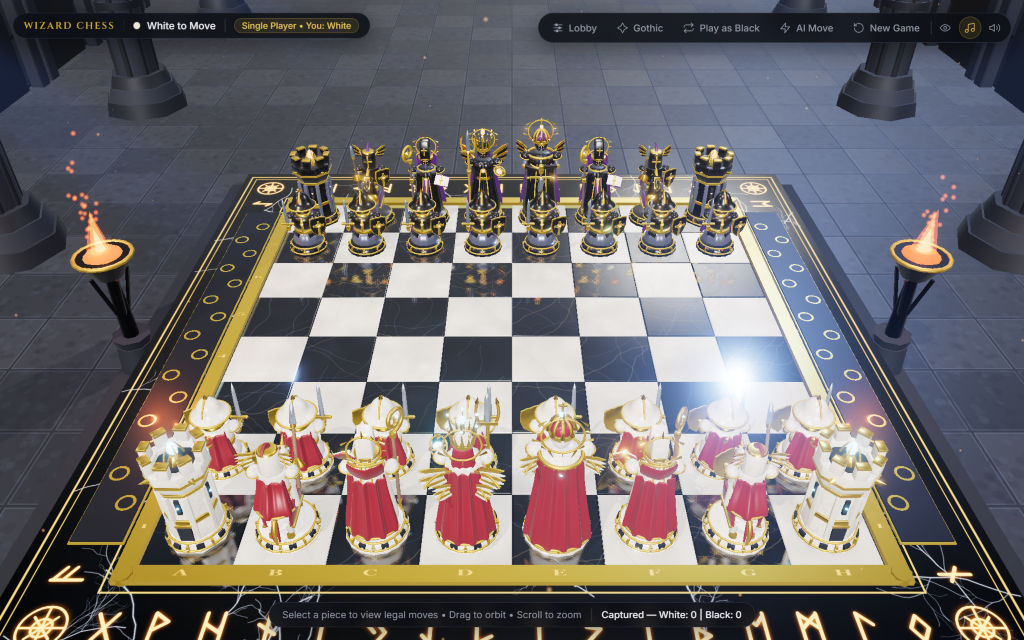 WIZARD CHESS
White to Move
Single Player • You: White
Lobby
Gothic
Play as Black
AI Move
New Game
A B C D E F G H
Select a piece to view legal moves • Drag to orbit • Scroll to zoom
Captured — White: 0 | Black: 0